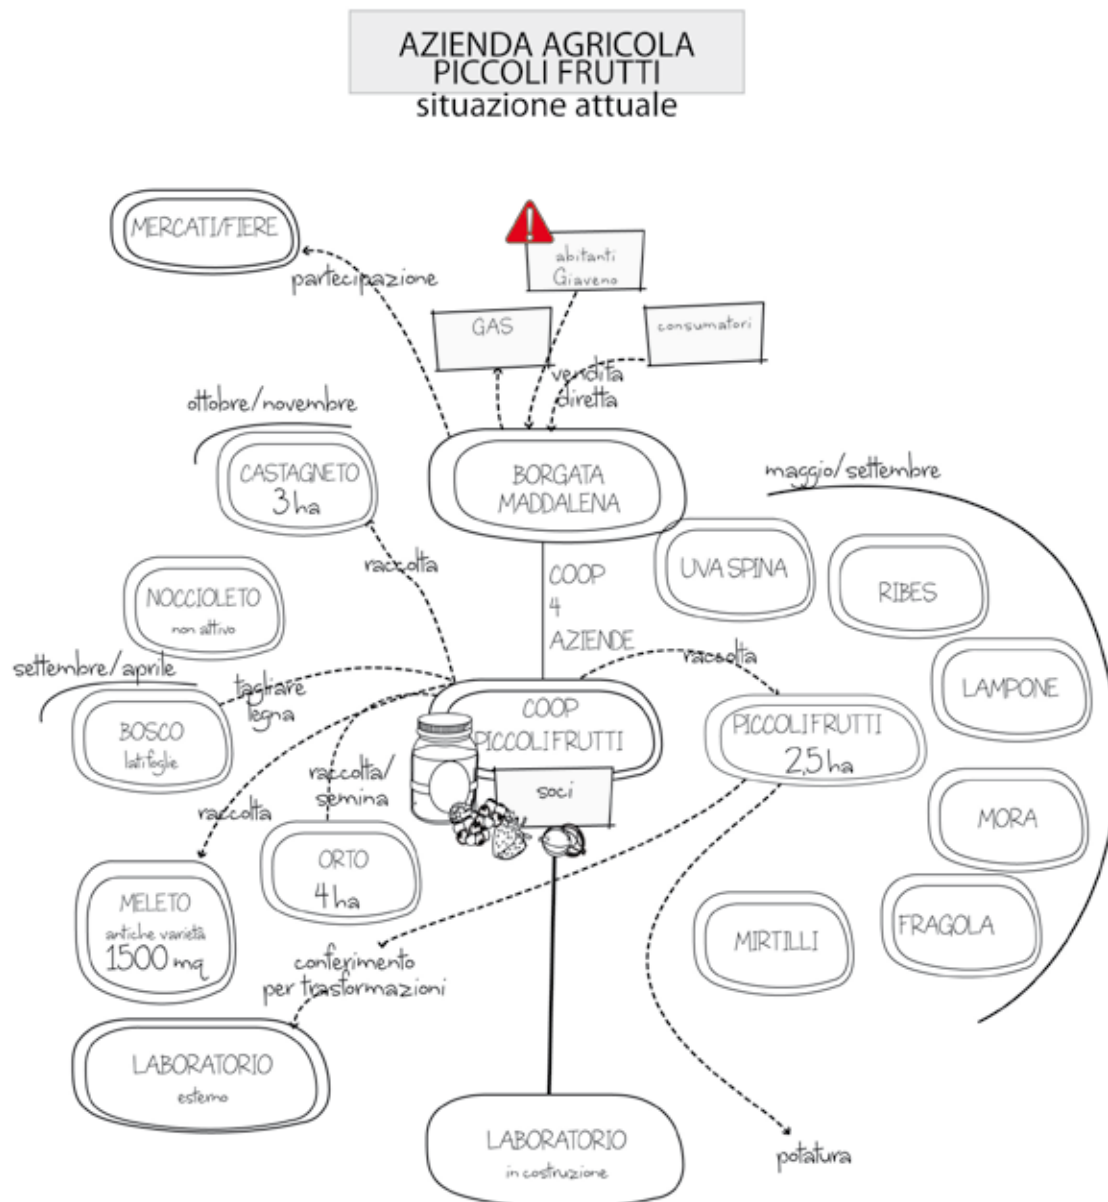 AZIENDA AGRICOLA
PICCOLI FRUTTI
situazione attuale
MERCATI/FIERE
partecipazione
abitanti
Giaveno
GAS
consumatori
vendita
diretta
ottobre/novembre
CASTAGNETO
3 ha
raccolta
BORGATA
MADDALENA
maggio/settembre
UVA SPINA
RIBES
LAMPONE
MORA
FRAGOLA
MIRTILLI
NOCCIOLETO
non attivo
COOP
4
AZIENDE
settembre/aprile
BOSCO
latifoglie
tagliare
legna
raccolta
COOP
PICCOLI FRUTTI
soci
PICCOLI FRUTTI
2,5 ha
raccolta
raccolta/
semina
ORTO
4 ha
MELETO
antiche varietà
1500 mq
conferimento
per trasformazioni
LABORATORIO
esterno
LABORATORIO
in costruzione
potatura